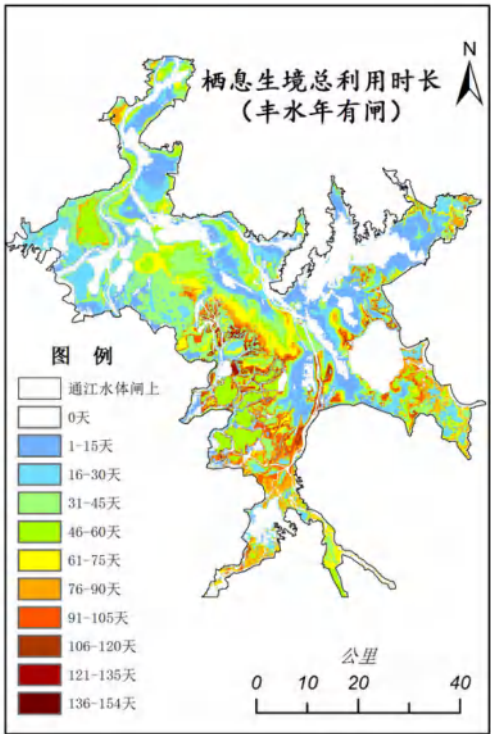 N
栖息生境总利用时长
（丰水年有闸）
图 例
通江水体闸上
0天
1-15天
16-30天
31-45天
46-60天
61-75天
76-90天
91-105天
106-120天
121-135天
136-154天
公里
0 10 20 40